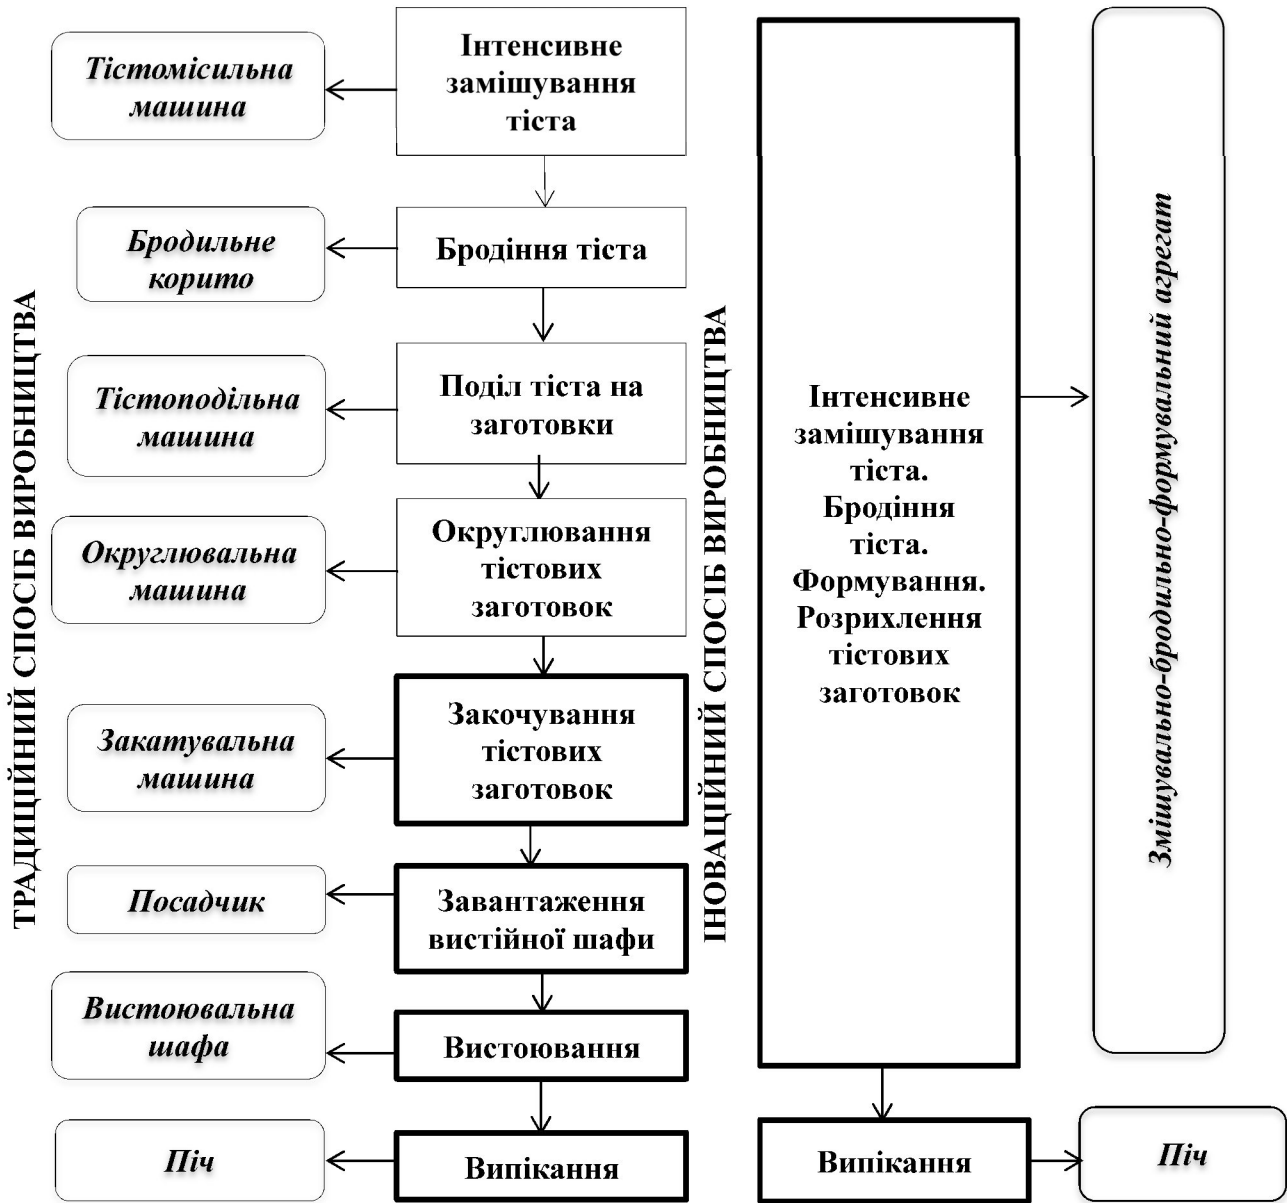 ТРАДИЦІЙНИЙ СПОСІБ ВИРОБНИЦТВА
Тістомісильна
машина
Інтенсивне
замішування
тіста
Бродильне
корито
Бродіння тіста
Тістоподільна
машина
Поділ тіста на
заготовки
Округлювальна
машина
Округлювання
тістових
заготовок
Закатувальна
машина
Закочування
тістових
заготовок
Посадчик
Завантаження
вистійної шафи
Вистоювальна
шафа
Вистоювання
Піч
Випікання
ІНОВАЦІЙНИЙ СПОСІБ ВИРОБНИЦТВА
Інтенсивне
замішування
тіста.
Бродіння
тіста.
Формування.
Розрихлення
тістових
заготовок
Змішувально-бродильно-формувальний агрегат
Випікання
Піч